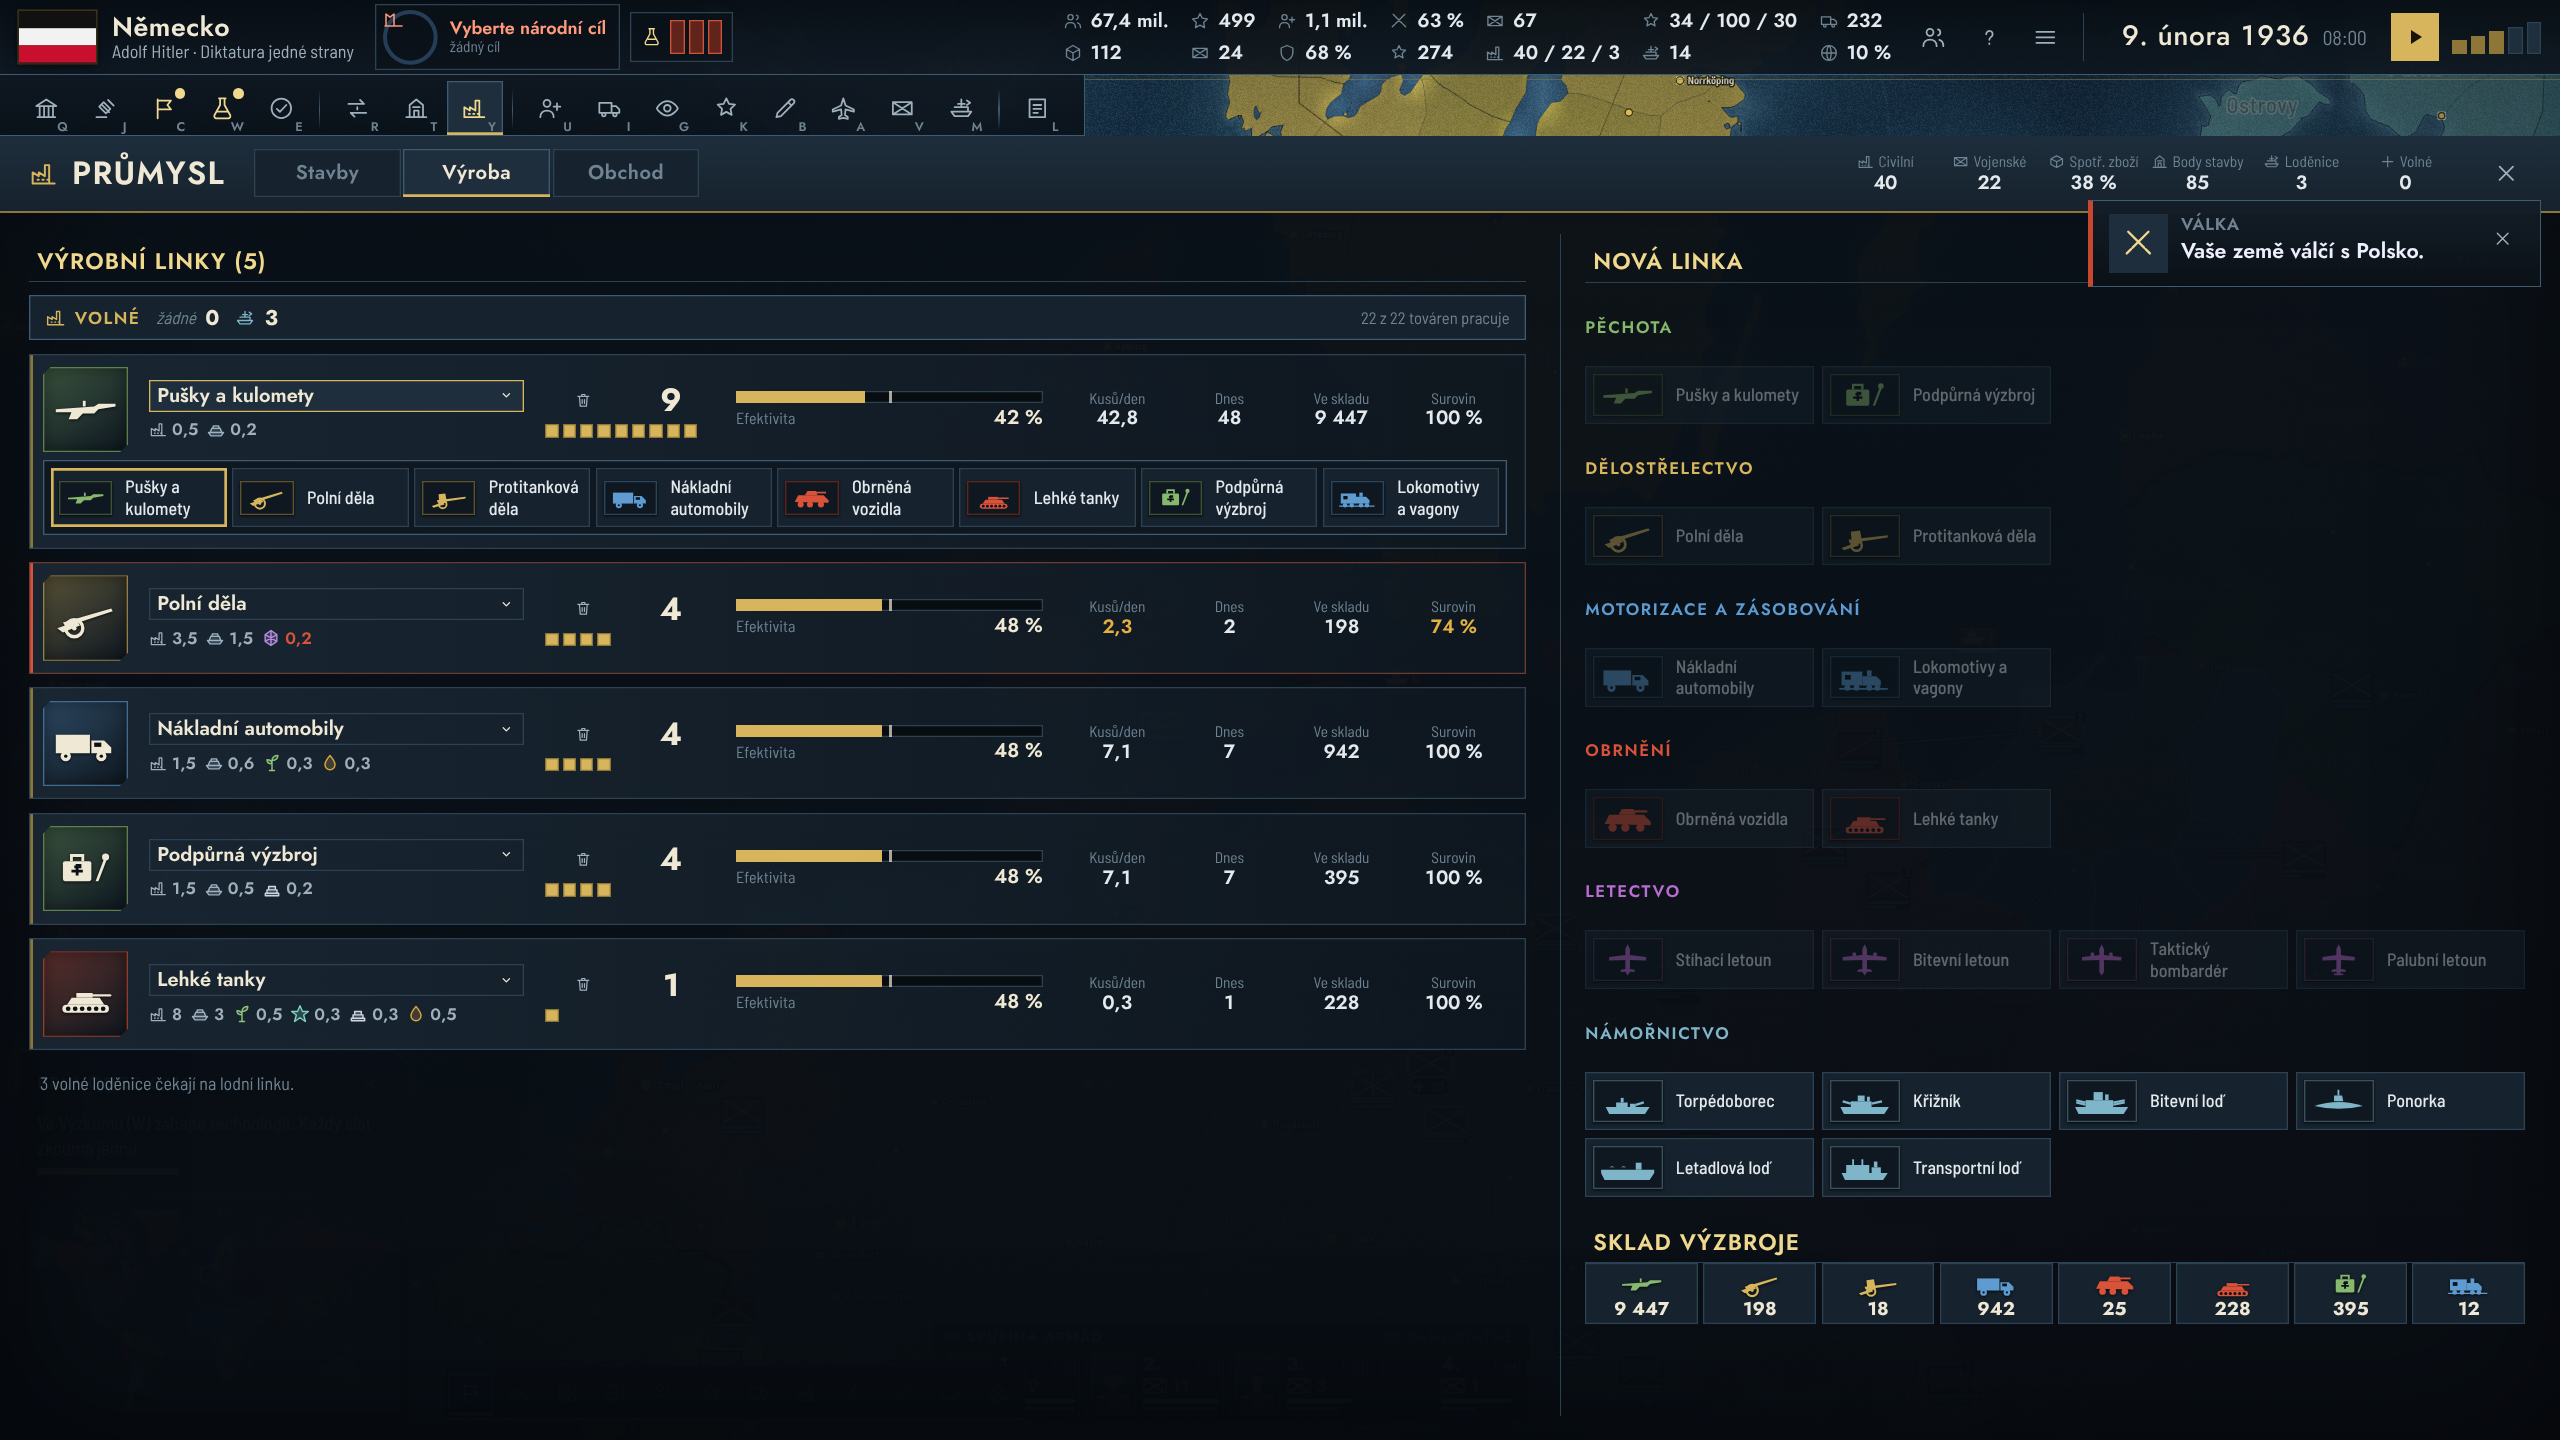 Německo
Adolf Hitler · Diktatura jedné strany
Vyberte národní cíl
žádný cíl
67,4 mil. 499 1,1 mil. 63 % 67 34 / 100 / 30 232
112 24 68 % 274 40 / 22 / 3 14 10 %
?
9. února 1936 08:00
Norrköping
Ostrovy
Q J C W E R T Y U I G K B A V M L
PRŮMYSL
Stavby Výroba Obchod
Civilní Vojenské Spotř. zboží Body stavby Loděnice Volné
40 22 38 % 85 3 0
VÁLKA
Vaše země válčí s Polsko.
VÝROBNÍ LINKY (5)
VOLNÉ žádné 0 3 22 z 22 továren pracuje
Pušky a kulomety 9
0,5 0,2
Efektivita 42 %
Kusů/den Dnes Ve skladu Surovin
42,8 48 9 447 100 %
Pušky a kulomety
Polní děla
Protitanková děla
Nákladní automobily
Obrněná vozidla
Lehké tanky
Podpůrná výzbroj
Lokomotivy a vagony
Polní děla 4
3,5 1,5 0,2
Efektivita 48 %
Kusů/den Dnes Ve skladu Surovin
2,3 2 198 74 %
Nákladní automobily 4
1,5 0,6 0,3 0,3
Efektivita 48 %
Kusů/den Dnes Ve skladu Surovin
7,1 7 942 100 %
Podpůrná výzbroj 4
1,5 0,5 0,2
Efektivita 48 %
Kusů/den Dnes Ve skladu Surovin
7,1 7 395 100 %
Lehké tanky 1
8 3 0,5 0,3 0,3 0,5
Efektivita 48 %
Kusů/den Dnes Ve skladu Surovin
0,3 1 228 100 %
3 volné loděnice čekají na lodní linku.
NOVÁ LINKA
PĚCHOTA
Pušky a kulomety
Podpůrná výzbroj
DĚLOSTŘELECTVO
Polní děla
Protitanková děla
MOTORIZACE A ZÁSOBOVÁNÍ
Nákladní automobily
Lokomotivy a vagony
OBRNĚNÍ
Obrněná vozidla
Lehké tanky
LETECTVO
Stíhací letoun
Bitevní letoun
Taktický bombardér
Palubní letoun
NÁMOŘNICTVO
Torpédoborec
Křižník
Bitevní loď
Ponorka
Letadlová loď
Transportní loď
SKLAD VÝZBROJE
9 447 198 18 942 25 228 395 12